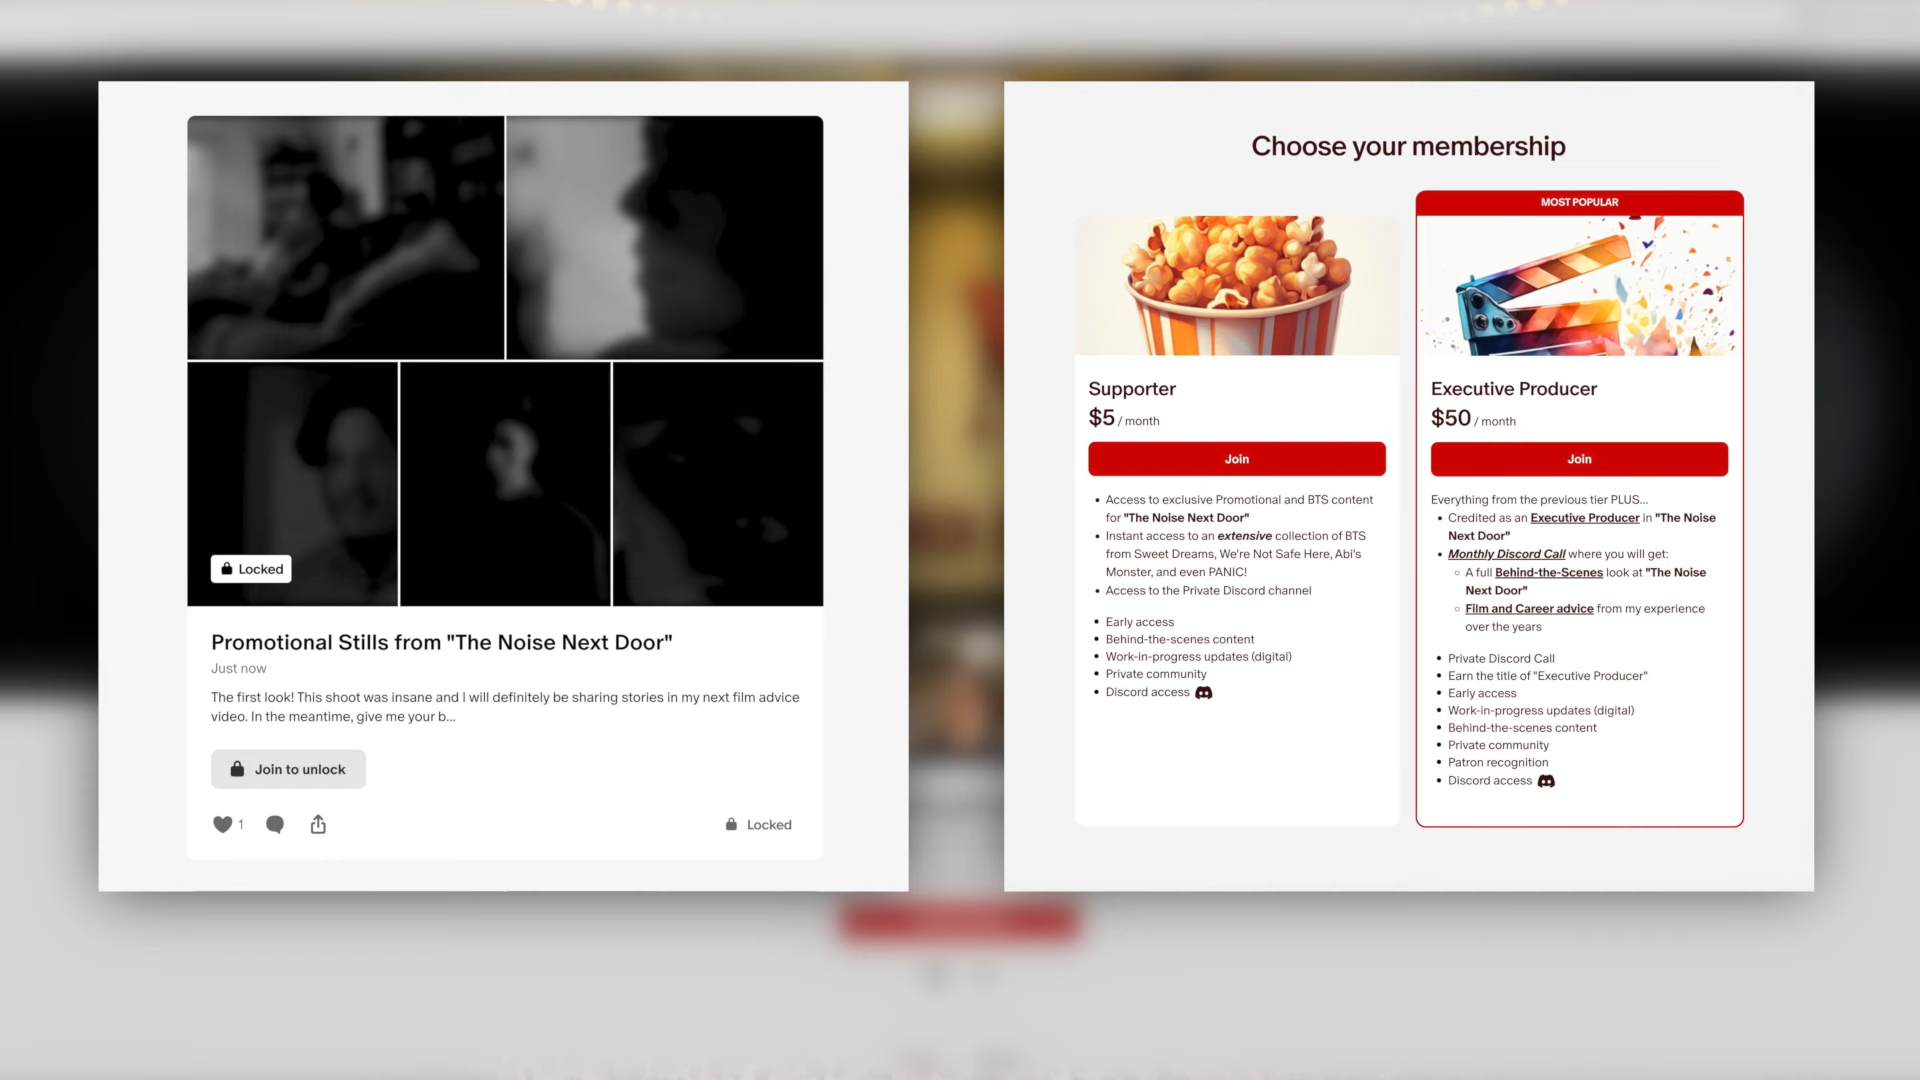 Locked
Promotional Stills from "The Noise Next Door"
Just now
The first look! This shoot was insane and I will definitely be sharing stories in my next film advice
video. In the meantime, give me your b...
Join to unlock
1
Locked
Choose your membership
Supporter
$5 / month
Join
• Access to exclusive Promotional and BTS content
for "The Noise Next Door"
• Instant access to an extensive collection of BTS
from Sweet Dreams, We're Not Safe Here, Abi's
Monster, and even PANIC!
• Access to the Private Discord channel
• Early access
• Behind-the-scenes content
• Work-in-progress updates (digital)
• Private community
• Discord access
MOST POPULAR
Executive Producer
$50 / month
Join
Everything from the previous tier PLUS...
• Credited as an Executive Producer in "The Noise
Next Door"
• Monthly Discord Call where you will get:
◦ A full Behind-the-Scenes look at "The Noise
Next Door"
◦ Film and Career advice from my experience
over the years
• Private Discord Call
• Earn the title of "Executive Producer"
• Early access
• Work-in-progress updates (digital)
• Behind-the-scenes content
• Private community
• Patron recognition
• Discord access